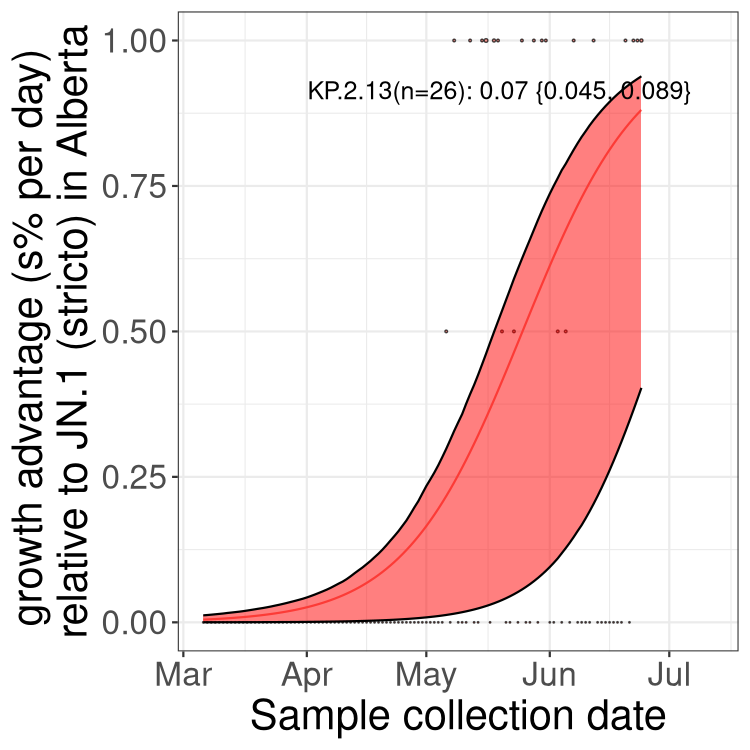 growth advantage (s% per day)
relative to JN.1 (stricto) in Alberta
1.00
0.75
0.50
0.25
0.00
KP.2.13(n=26): 0.07 {0.045, 0.089}
Mar Apr May Jun Jul
Sample collection date